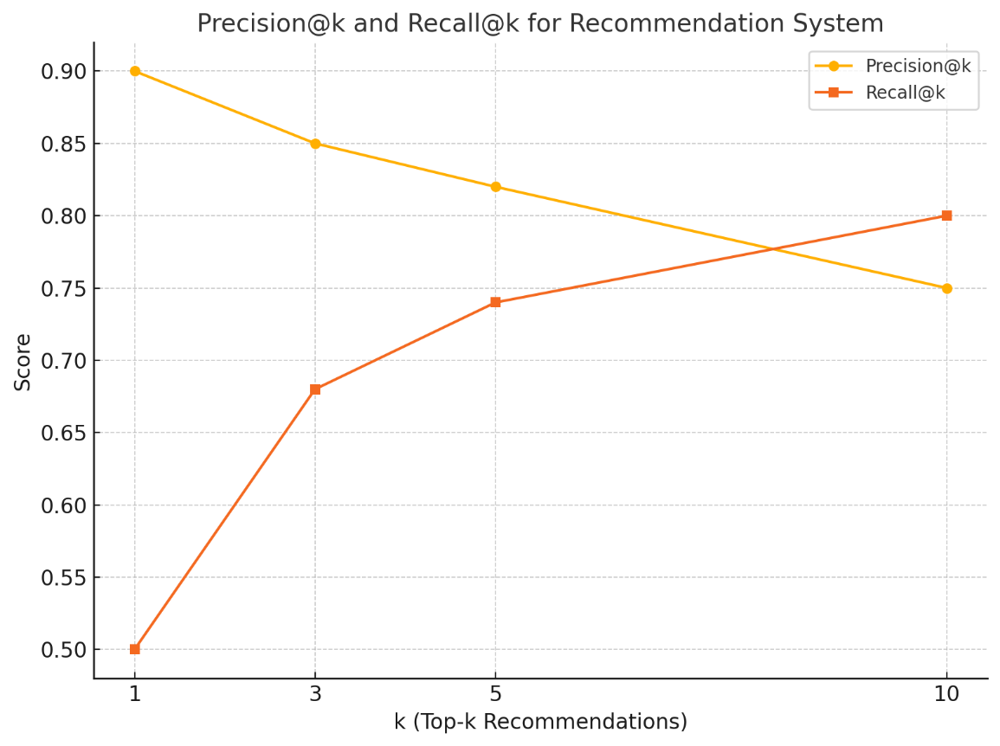 Precision@k and Recall@k for Recommendation System
Precision@k
Recall@k
0.90
0.85
0.80
0.75
0.70
0.65
0.60
0.55
0.50
Score
1 3 5 10
k (Top-k Recommendations)